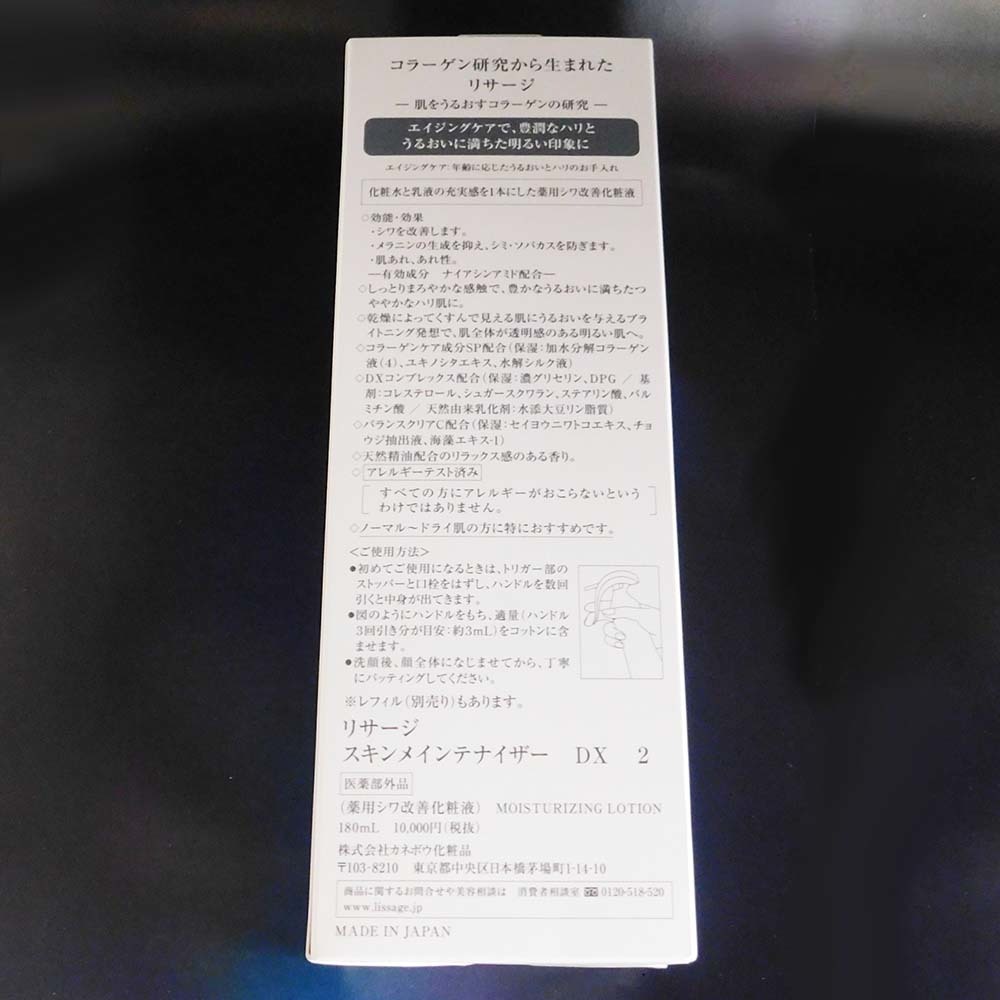 コラーゲン研究から生まれた
リサージ
― 肌をうるおすコラーゲンの研究 ―
エイジングケアで、豊潤なハリと
うるおいに満ちた明るい印象に
エイジングケア:年齢に応じたうるおいとハリのお手入れ
化粧水と乳液の充実感を1本にした薬用シワ改善化粧液
◇効能・効果
・シワを改善します。
・メラニンの生成を抑え、シミ・ソバカスを防ぎます。
・肌あれ、あれ性。
―有効成分 ナイアシンアミド配合―
◇しっとりまろやかな感触で、豊かなうるおいに満ちたつ
ややかなハリ肌に。
◇乾燥によってくすんで見える肌にうるおいを与えるブラ
イトニング発想で、肌全体が透明感のある明るい肌へ。
◇コラーゲンケア成分SP配合(保湿:加水分解コラーゲン
液(4)、ユキノシタエキス、水解シルク液)
◇DXコンプレックス配合(保湿:濃グリセリン、DPG / 基
剤:コレステロール、シュガースクワラン、ステアリン酸、パル
ミチン酸 / 天然由来乳化剤:水添大豆リン脂質)
◇バランスクリアC配合(保湿:セイヨウニワトコエキス、チョ
ウジ抽出液、海藻エキス-1)
◇天然精油配合のリラックス感のある香り。
◇アレルギーテスト済み
すべての方にアレルギーがおこらないという
わけではありません。
◇ノーマル～ドライ肌の方に特におすすめです。
＜ご使用方法＞
●初めてご使用になるときは、トリガー部の
ストッパーと口栓をはずし、ハンドルを数回
引くと中身が出てきます。
●図のようにハンドルをもち、適量(ハンドル
3回引き分が目安:約3mL)をコットンに含
ませます。
●洗顔後、顔全体になじませてから、丁寧
にパッティングしてください。
※レフィル(別売り)もあります。
リサージ
スキンメインテナイザー DX 2
医薬部外品
(薬用シワ改善化粧液) MOISTURIZING LOTION
180mL 10,000円(税抜)
株式会社カネボウ化粧品
〒103-8210 東京都中央区日本橋茅場町1-14-10
商品に関するお問合せや美容相談は 消費者相談室 0120-518-520
www.lissage.jp
MADE IN JAPAN